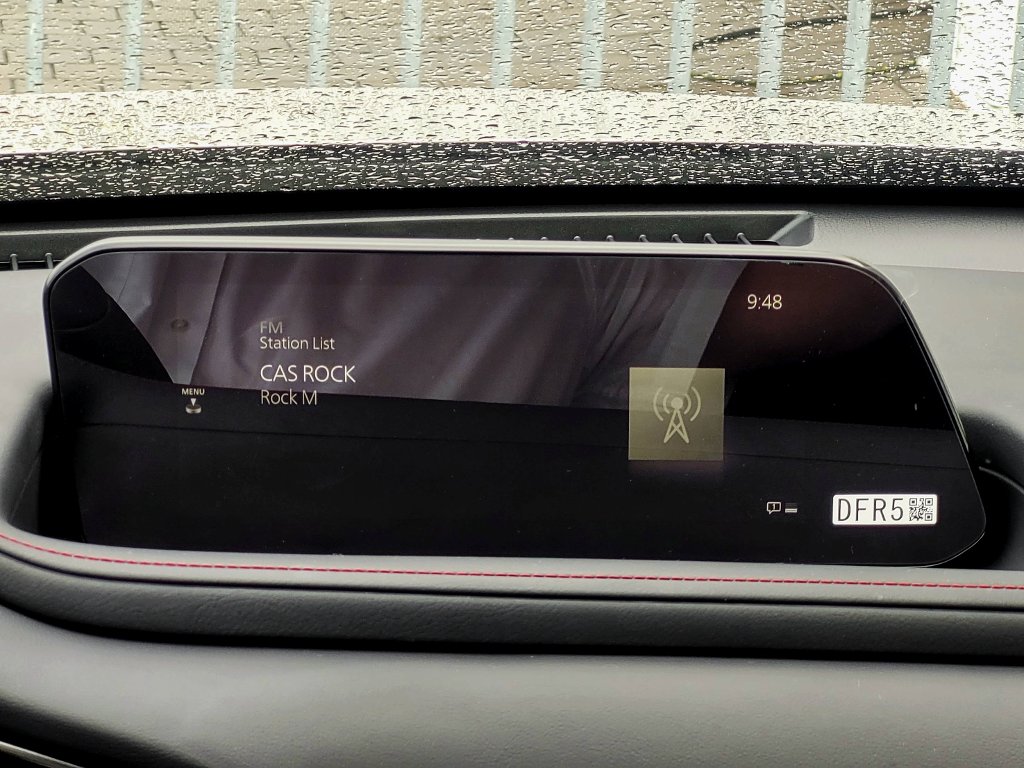 9:48
FM
Station List
CAS ROCK
Rock M
MENU
DFR5